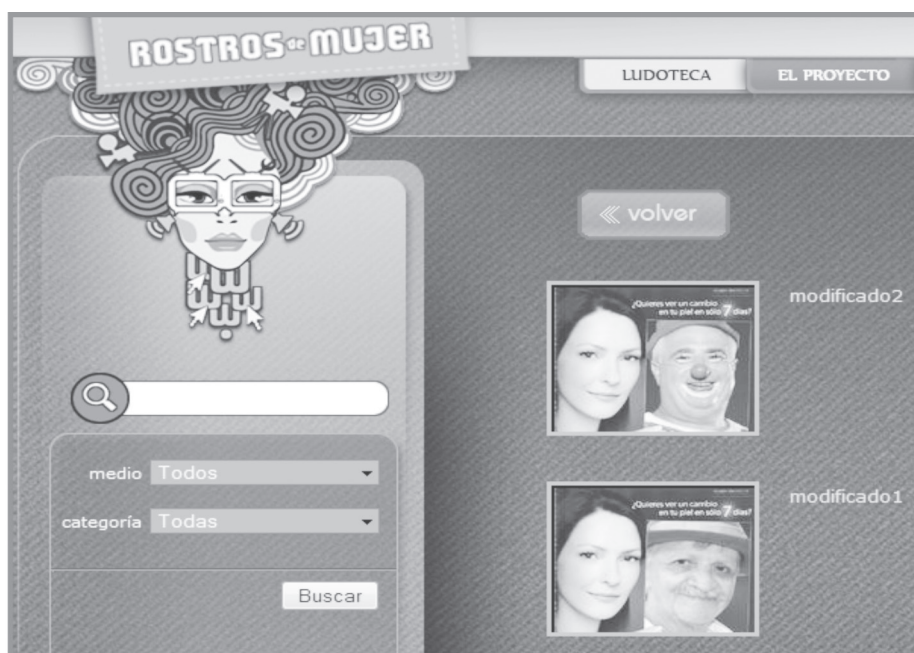 ROSTROS de MUJER
LUDOTECA
EL PROYECTO
volver
modificado2
¿Quieres ver un cambio
en tu piel en sólo 7 días?
medio Todos
categoría Todas
Buscar
modificado1
¿Quieres ver un cambio
en tu piel en sólo 7 días?